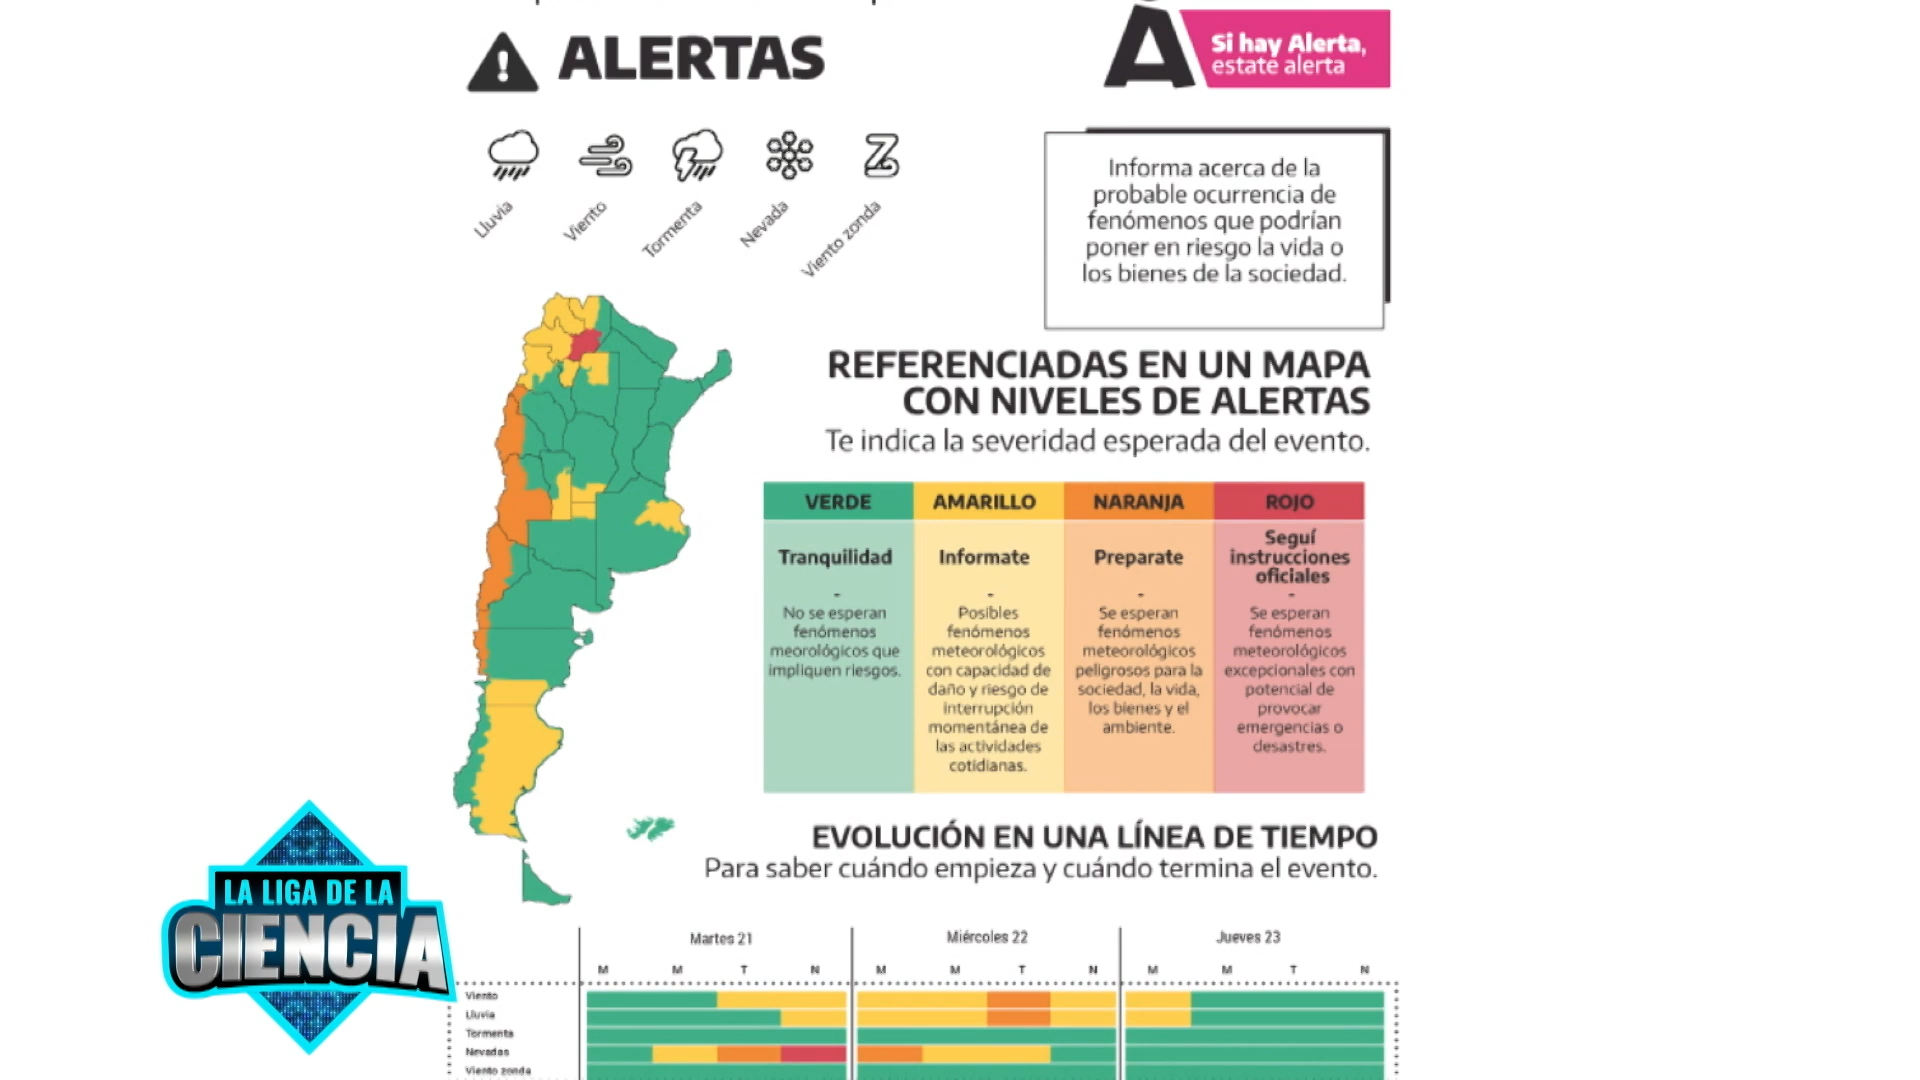 ALERTAS
A
Si hay Alerta,
estate alerta
Lluvia
Viento
Tormenta
Nevada
Viento zonda
Informa acerca de la
probable ocurrencia de
fenómenos que podrían
poner en riesgo la vida o
los bienes de la sociedad.
REFERENCIADAS EN UN MAPA
CON NIVELES DE ALERTAS
Te indica la severidad esperada del evento.
VERDE
Tranquilidad
-
No se esperan
fenómenos
meorológicos que
impliquen riesgos.
AMARILLO
Informate
-
Posibles
fenómenos
meteorológicos
con capacidad de
daño y riesgo de
interrupción
momentánea de
las actividades
cotidianas.
NARANJA
Preparate
-
Se esperan
fenómenos
meteorológicos
peligrosos para la
sociedad, la vida,
los bienes y el
ambiente.
ROJO
Seguí
instrucciones
oficiales
-
Se esperan
fenómenos
meteorológicos
excepcionales con
potencial de
provocar
emergencias o
desastres.
EVOLUCIÓN EN UNA LÍNEA DE TIEMPO
Para saber cuándo empieza y cuándo termina el evento.
LA LIGA DE LA
CIENCIA
Martes 21 Miércoles 22 Jueves 23
M M T N M M T N M M T N
Viento
Lluvia
Tormenta
Nevadas
Viento zonda